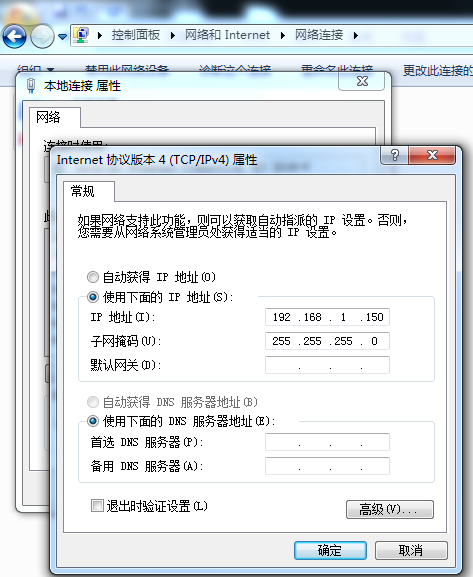 控制面板 ▸ 网络和 Internet ▸ 网络连接
组织 禁用此网络设备 诊断这个连接 重命名此连接 更改此连接的
本地连接 属性
网络
连接时使用:
此
Internet 协议版本 4 (TCP/IPv4) 属性
常规
如果网络支持此功能，则可以获取自动指派的 IP 设置。否则，
您需要从网络系统管理员处获得适当的 IP 设置。
自动获得 IP 地址(O)
使用下面的 IP 地址(S):
IP 地址(I): 192 .168 . 1 .150
子网掩码(U): 255 .255 .255 . 0
默认网关(D): . . .
自动获得 DNS 服务器地址(B)
使用下面的 DNS 服务器地址(E):
首选 DNS 服务器(P): . . .
备用 DNS 服务器(A): . . .
退出时验证设置(L)
高级(V)...
确定 取消